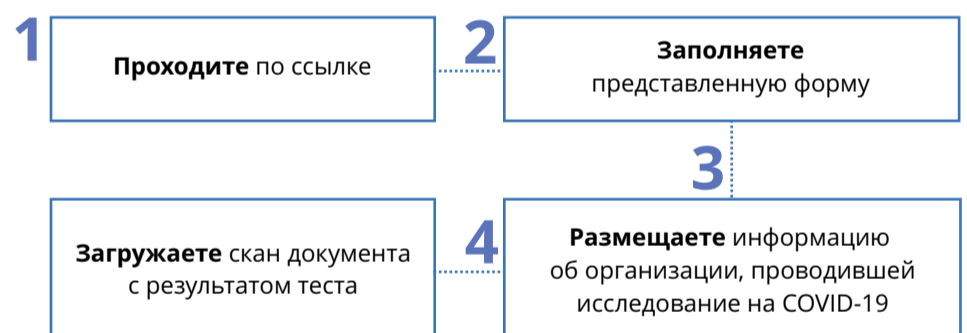 1
Проходите по ссылке
2
Заполняете
представленную форму
3
Размещаете информацию
об организации, проводившей
исследование на COVID-19
4
Загружаете скан документа
с результатом теста